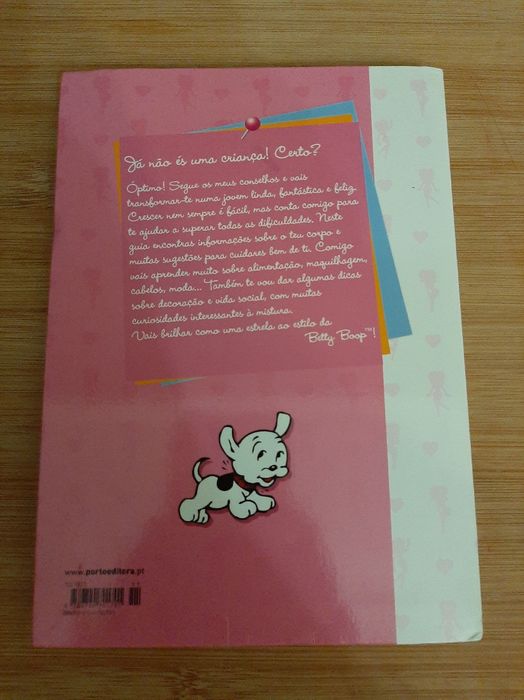 Já não és uma criança! Certo?
Óptimo! Segue os meus conselhos e vais
transformar-te numa jovem linda, fantástica e feliz.
Crescer nem sempre é fácil, mas conta comigo para
te ajudar a superar todas as dificuldades. Neste
guia encontras informações sobre o teu corpo e
muitas sugestões para cuidares bem de ti. Comigo
vais aprender muito sobre alimentação, maquilhagem,
cabelos, moda... Também te vou dar algumas dicas
sobre decoração e vida social, com muitas
curiosidades interessantes à mistura.
Vais brilhar como uma estrela ao estilo da
Betty Boop™!
www.portoeditora.pt